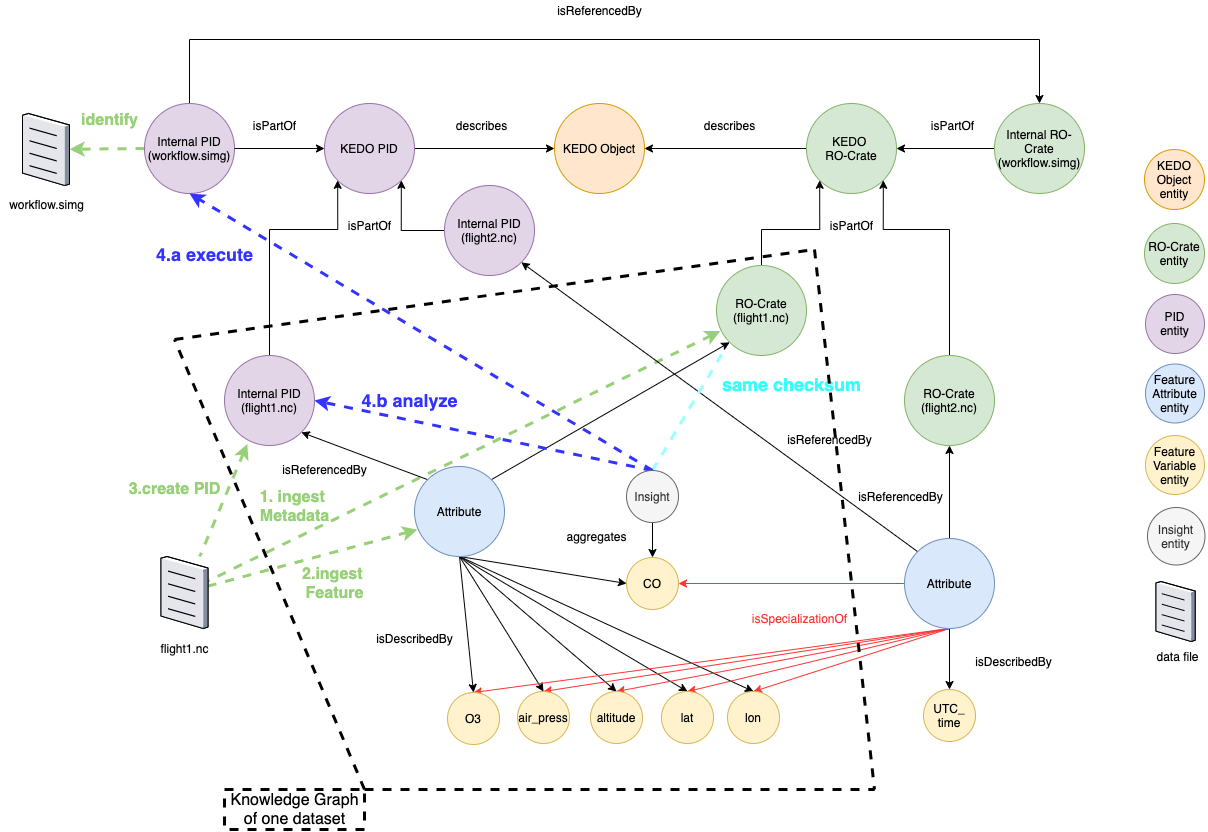 isReferencedBy
identify
Internal PID
(workflow.simg)
isPartOf
KEDO PID
describes
KEDO Object
describes
KEDO
RO-Crate
isPartOf
Internal RO-
Crate
(workflow.simg)
workflow.simg
KEDO
Object
entity
isPartOf
Internal PID
(flight2.nc)
isPartOf
RO-Crate
entity
4.a execute
RO-Crate
(flight1.nc)
PID
entity
Internal PID
(flight1.nc)
4.b analyze
same checksum
RO-Crate
(flight2.nc)
Feature
Attribute
entity
isReferencedBy
isReferencedBy
Feature
Variable
entity
3.create PID
1. ingest
Metadata
Attribute
Insight
isReferencedBy
Insight
entity
aggregates
2.ingest
Feature
CO
Attribute
flight1.nc
isDescribedBy
isSpecializationOf
isDescribedBy
data file
O3
air_press
altitude
lat
lon
UTC_
time
Knowledge Graph
of one dataset